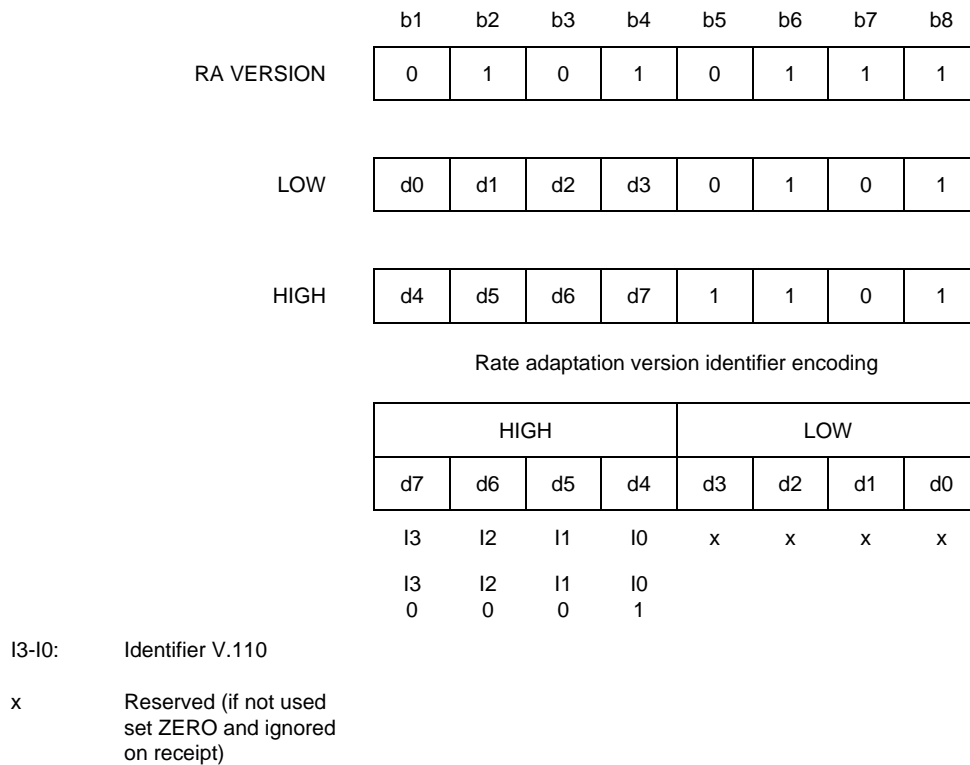 b1 b2 b3 b4 b5 b6 b7 b8
RA VERSION 0 1 0 1 0 1 1 1
LOW d0 d1 d2 d3 0 1 0 1
HIGH d4 d5 d6 d7 1 1 0 1
Rate adaptation version identifier encoding
HIGH LOW
d7 d6 d5 d4 d3 d2 d1 d0
I3 I2 I1 I0 x x x x
I3 I2 I1 I0
0 0 0 1
I3-I0: Identifier V.110
x Reserved (if not used
set ZERO and ignored
on receipt)